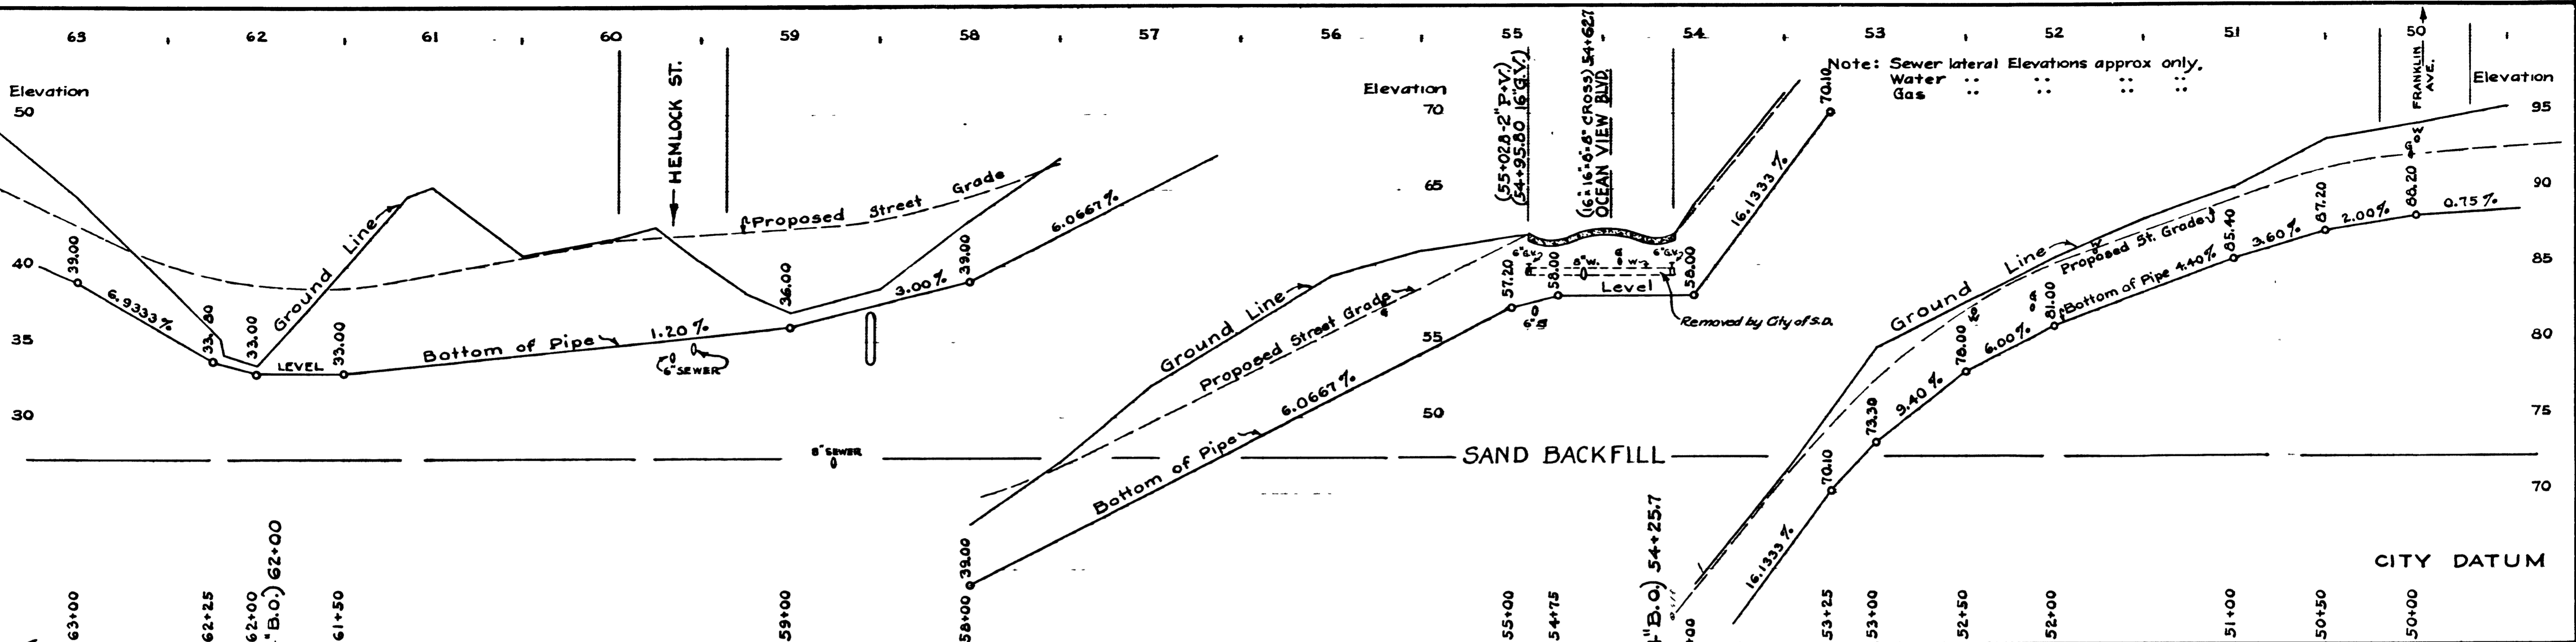 63 62 61 60 59 58 57 56 55 54 53 52 51 50
Elevation
50
40
35
30
HEMLOCK ST.
Elevation
70
65
55
50
(55+02.8-2" P+V.)
(54+95.80 16"G.V.)
(16"x16"x8"x8" CROSS) 54+62.7
OCEAN VIEW BLVD.
Note: Sewer lateral Elevations approx only.
Water " " " "
Gas " " " "
FRANKLIN
AVE.
Elevation
95
90
85
80
75
70
39.00
6.9333%
33.80
33.00
LEVEL
33.00
Ground Line
Proposed Street Grade
Bottom of Pipe
1.20%
6" SEWER
36.00
3.00%
39.00
6.0667%
8" SEWER
39.00
Ground Line
Proposed Street Grade
Bottom of Pipe
6.0667%
57.20
58.00
6" G.V.
8" W.
G
W
6" G.V.
Level
58.00
6" S
Removed by City of S.D.
16.1333%
70.10
SAND BACKFILL
16.1333%
70.10
73.30
9.40%
78.00
6.00%
81.00
Ground Line
Proposed St. Grade
Bottom of Pipe 4.40%
85.40
3.60%
87.20
2.00%
88.20
0.75%
CITY DATUM
63+00
62+25
62+00
"B.O.) 62+00
61+50
59+00
58+00
55+00
54+75
4"B.O.) 54+25.7
+00
53+25
53+00
52+50
52+00
51+00
50+50
50+00